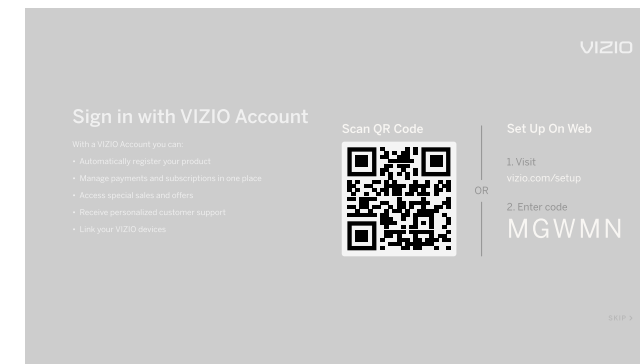 VIZIO
Sign in with VIZIO Account
With a VIZIO Account you can:
• Automatically register your product
• Manage payments and subscriptions in one place
• Access special sales and offers
• Receive personalized customer support
• Link your VIZIO devices
Scan QR Code
OR
Set Up On Web
1. Visit
vizio.com/setup
2. Enter code
MGWMN
SKIP